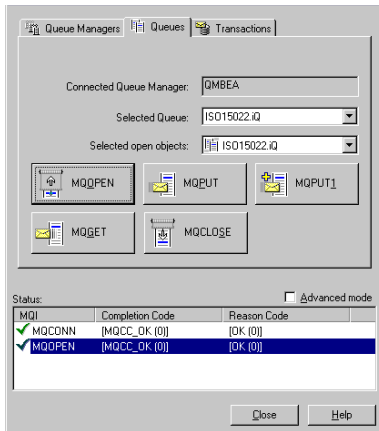 Queue Managers Queues Transactions
Connected Queue Manager: QMBEA
Selected Queue: ISO15022.iQ
Selected open objects: ISO15022.iQ
MQOPEN MQPUT MQPUT1
MQGET MQCLOSE
Status: Advanced mode
MQI Completion Code Reason Code
MQCONN [MQCC_OK (0)] [OK (0)]
MQOPEN [MQCC_OK (0)] [OK (0)]
Close Help